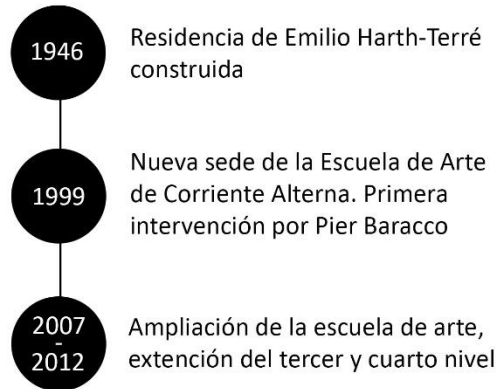 1946
Residencia de Emilio Harth-Terré
construida
1999
Nueva sede de la Escuela de Arte
de Corriente Alterna. Primera
intervención por Pier Baracco
2007
-
2012
Ampliación de la escuela de arte,
extención del tercer y cuarto nivel